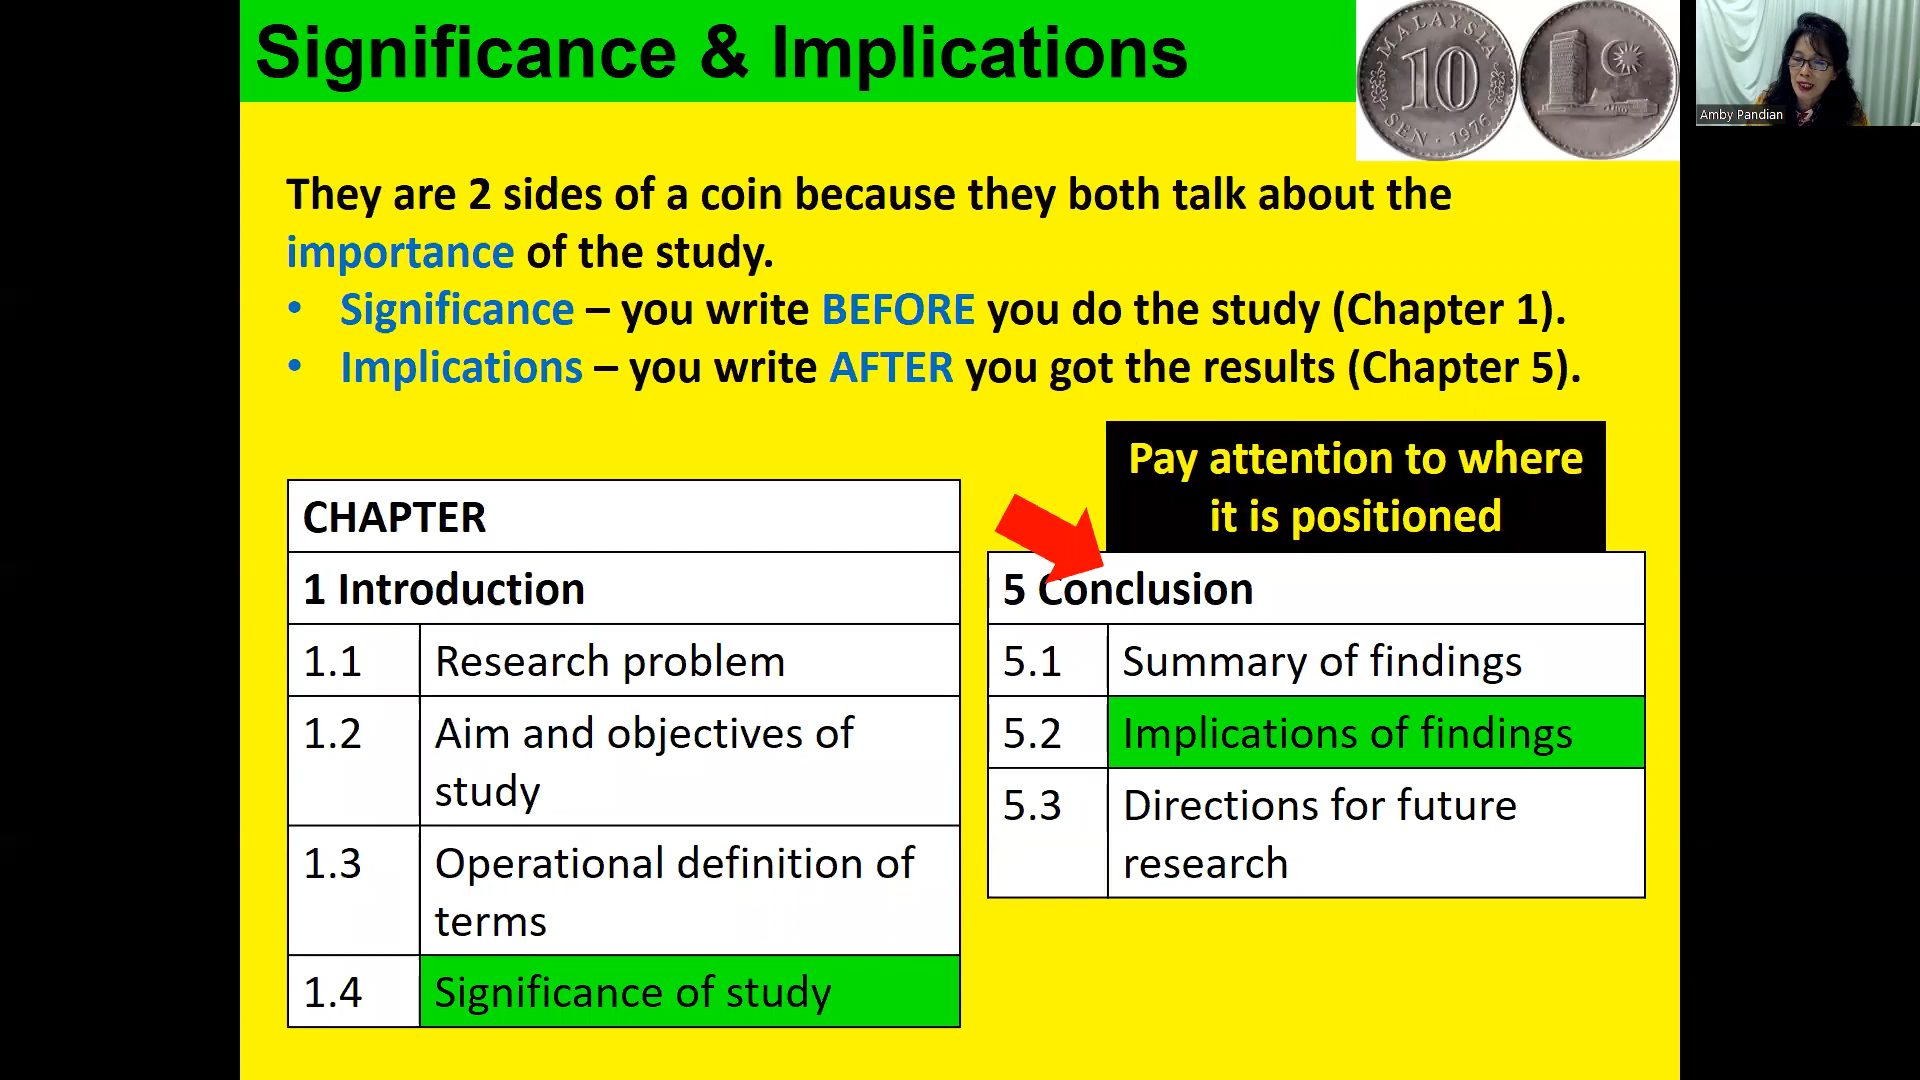 Significance & Implications
MALAYSIA
10
SEN · 1976
Amby Pandian
They are 2 sides of a coin because they both talk about the
importance of the study.
• Significance – you write BEFORE you do the study (Chapter 1).
• Implications – you write AFTER you got the results (Chapter 5).
Pay attention to where
it is positioned
CHAPTER
1 Introduction
1.1 Research problem
1.2 Aim and objectives of
study
1.3 Operational definition of
terms
1.4 Significance of study
5 Conclusion
5.1 Summary of findings
5.2 Implications of findings
5.3 Directions for future
research